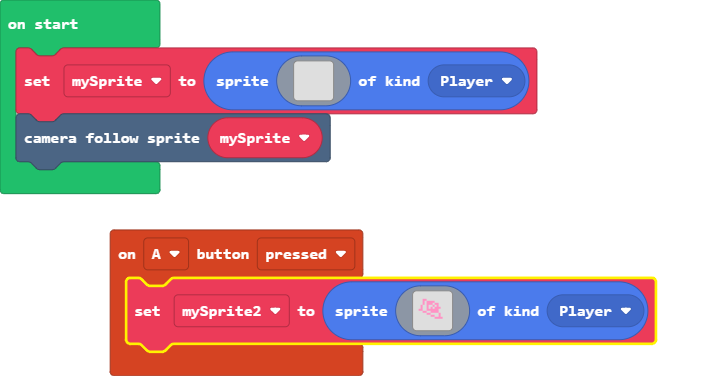 on start
set mySprite to sprite of kind Player
camera follow sprite mySprite
on A button pressed
set mySprite2 to sprite of kind Player